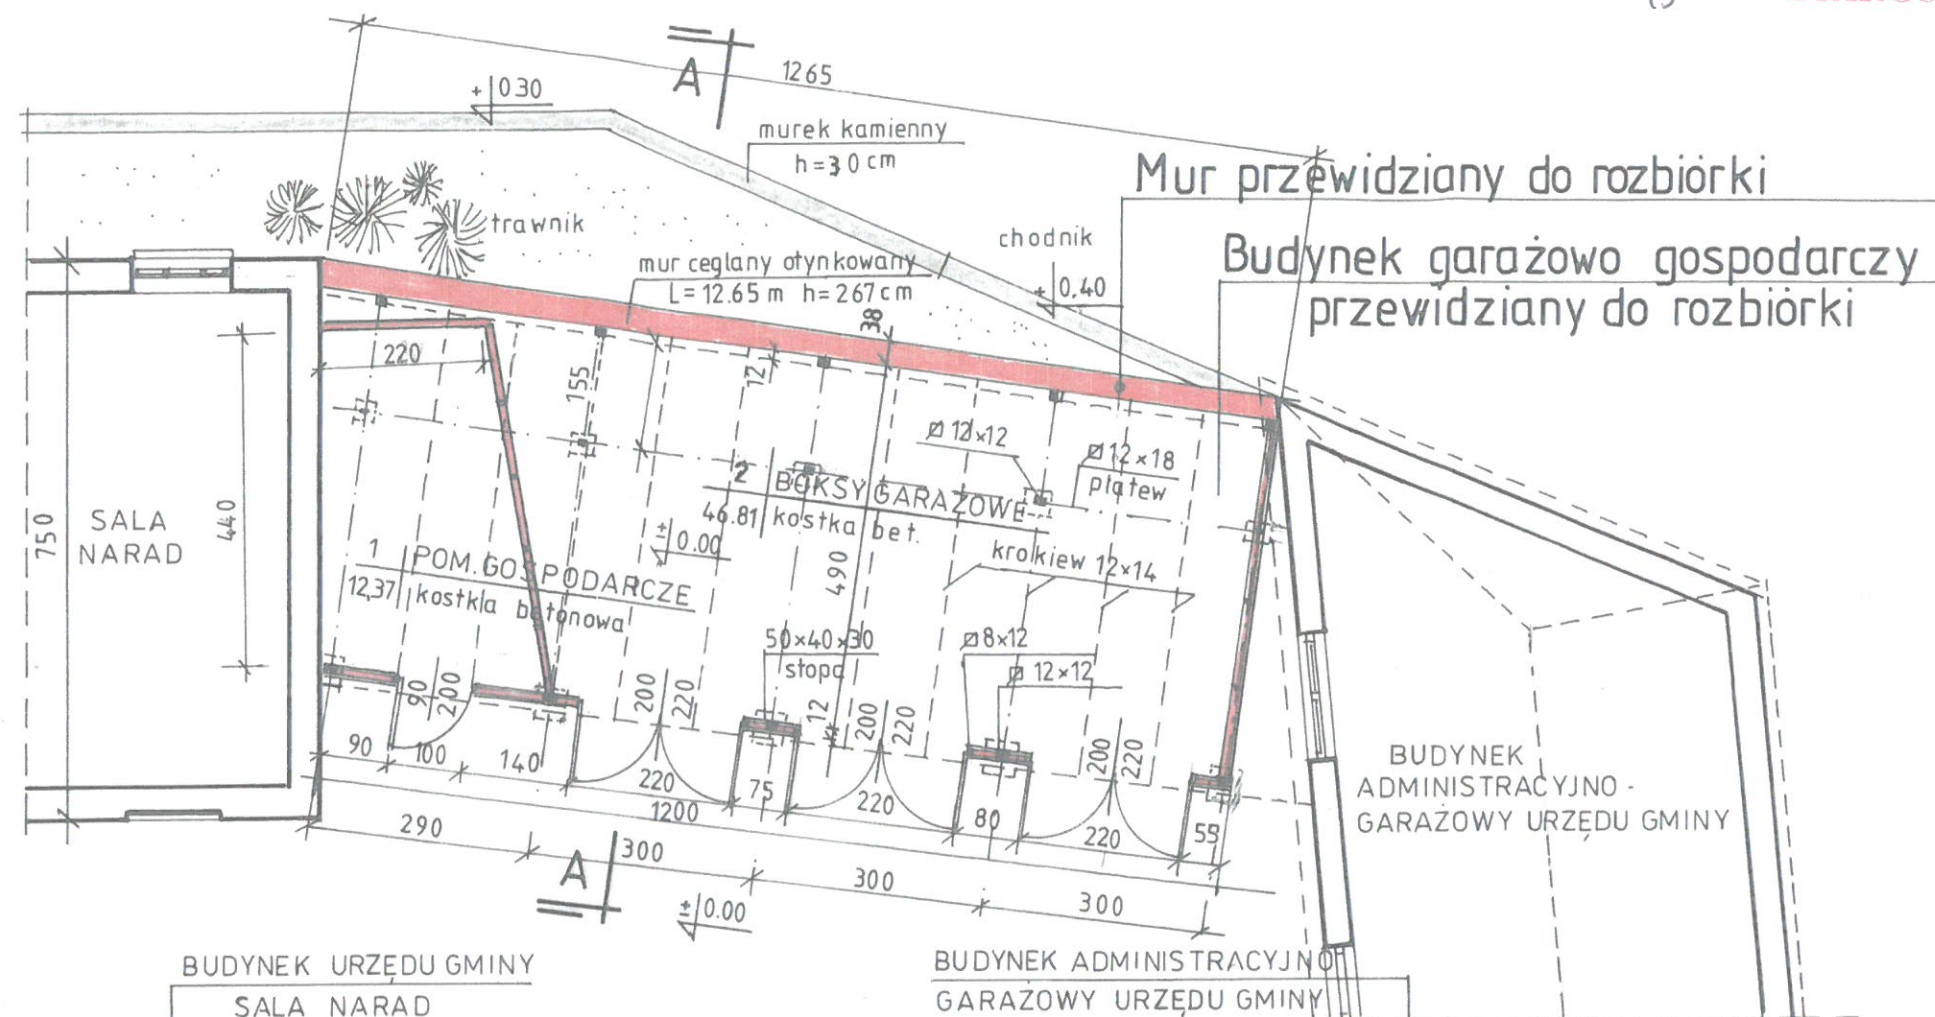 A
1265
+ 0.30
murek kamienny
h=30 cm
Mur przewidziany do rozbiórki
trawnik
chodnik
mur ceglany otynkowany
L= 12.65 m h= 267 cm
+ 0,40
Budynek garażowo gospodarczy
przewidziany do rozbiórki
38
220
155
12
12×12
12×18
płatew
750
SALA
NARAD
440
2 BOKSY GARAŻOWE
46.81 kostka bet.
± 0.00
490
krokiew 12×14
1 POM. GOSPODARCZE
12,37 kostkla betonowa
50×40×30
stopa
8×12
12×12
90
200
200
220
12
200
220
200
220
90
100
140
220
75
220
80
220
55
1200
290
300
300
300
A
± 0.00
BUDYNEK
ADMINISTRACYJNO -
GARAŻOWY URZĘDU GMINY
BUDYNEK URZĘDU GMINY
SALA NARAD
BUDYNEK ADMINISTRACYJNO
GARAŻOWY URZĘDU GMINY